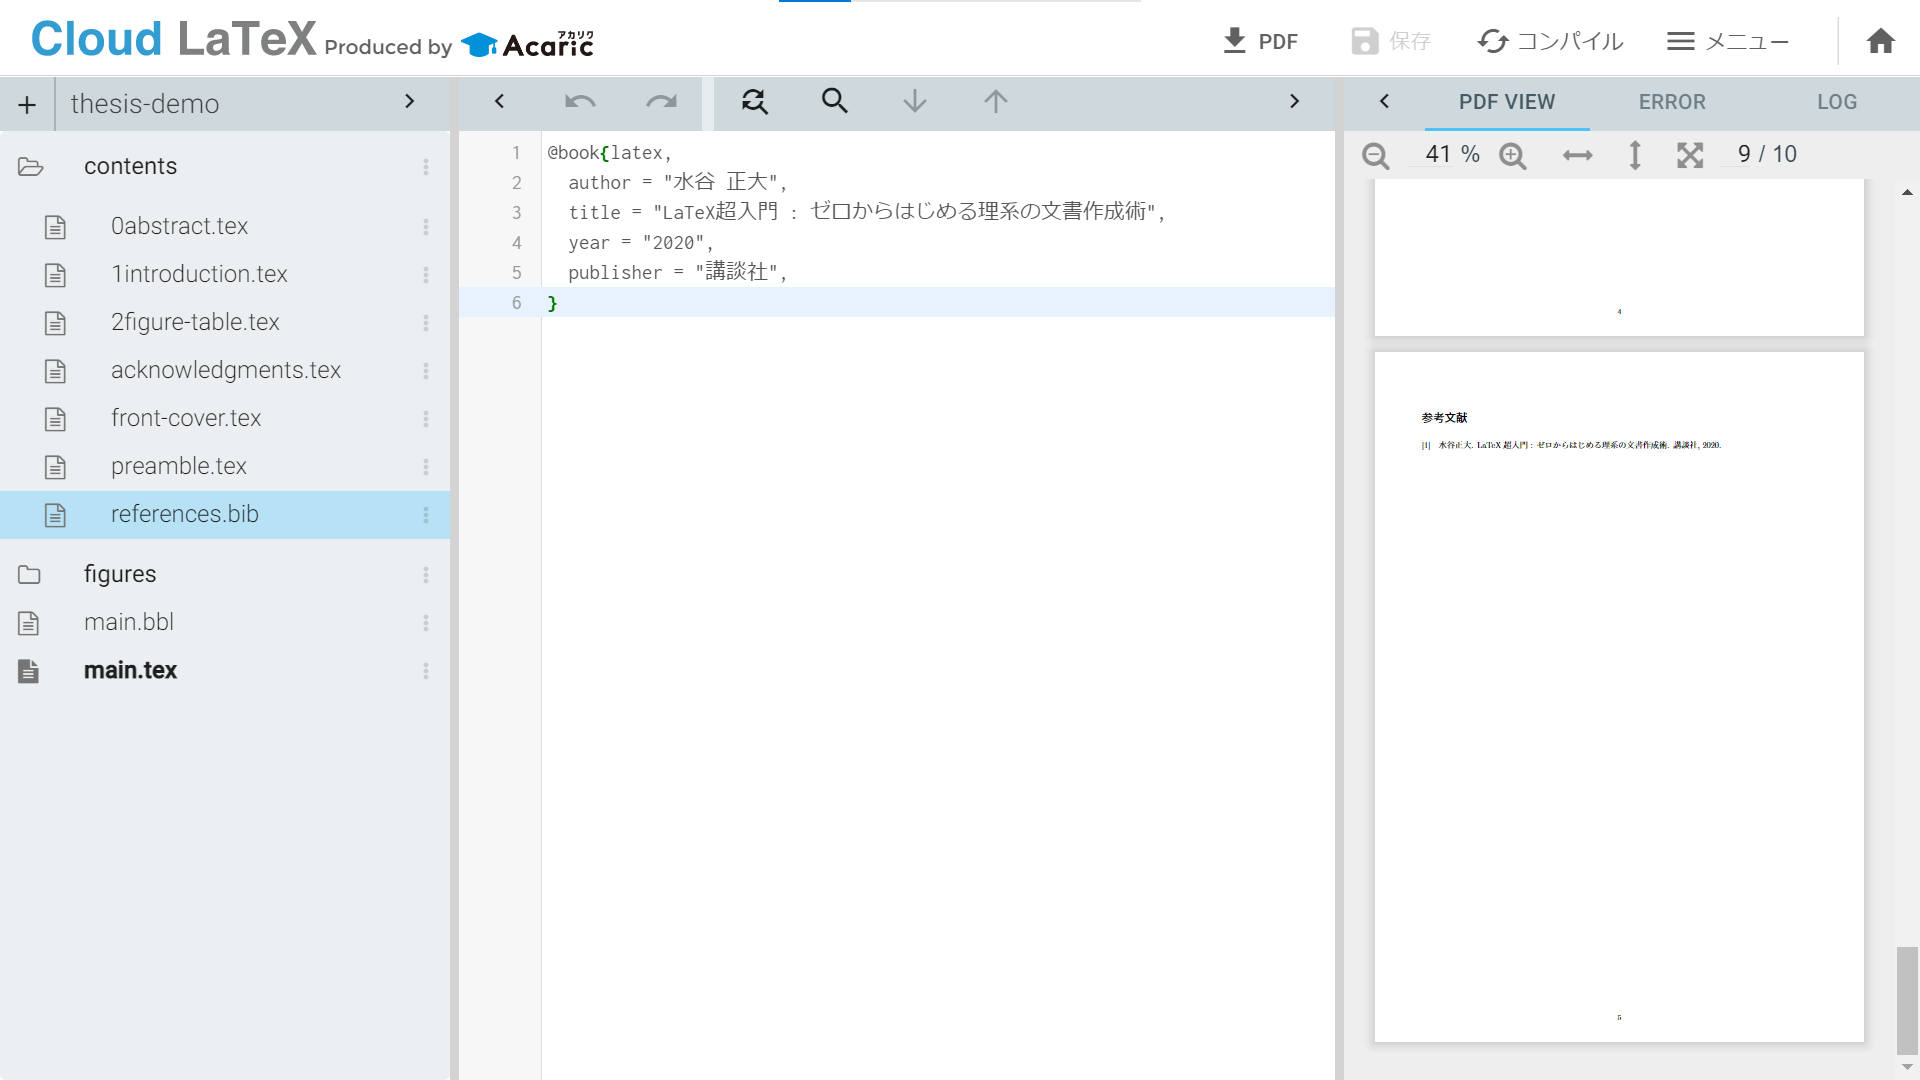 Cloud LaTeX Produced by Acaric アカリク
PDF
保存
コンパイル
メニュー
thesis-demo
contents
0abstract.tex
1introduction.tex
2figure-table.tex
acknowledgments.tex
front-cover.tex
preamble.tex
references.bib
figures
main.bbl
main.tex
1 @book{latex,
2 author = "水谷 正大",
3 title = "LaTeX超入門 : ゼロからはじめる理系の文書作成術",
4 year = "2020",
5 publisher = "講談社",
6 }
PDF VIEW
ERROR
LOG
41 %
9 / 10
4
参考文献
[1] 水谷正大. LaTeX 超入門 : ゼロからはじめる理系の文書作成術. 講談社, 2020.
5